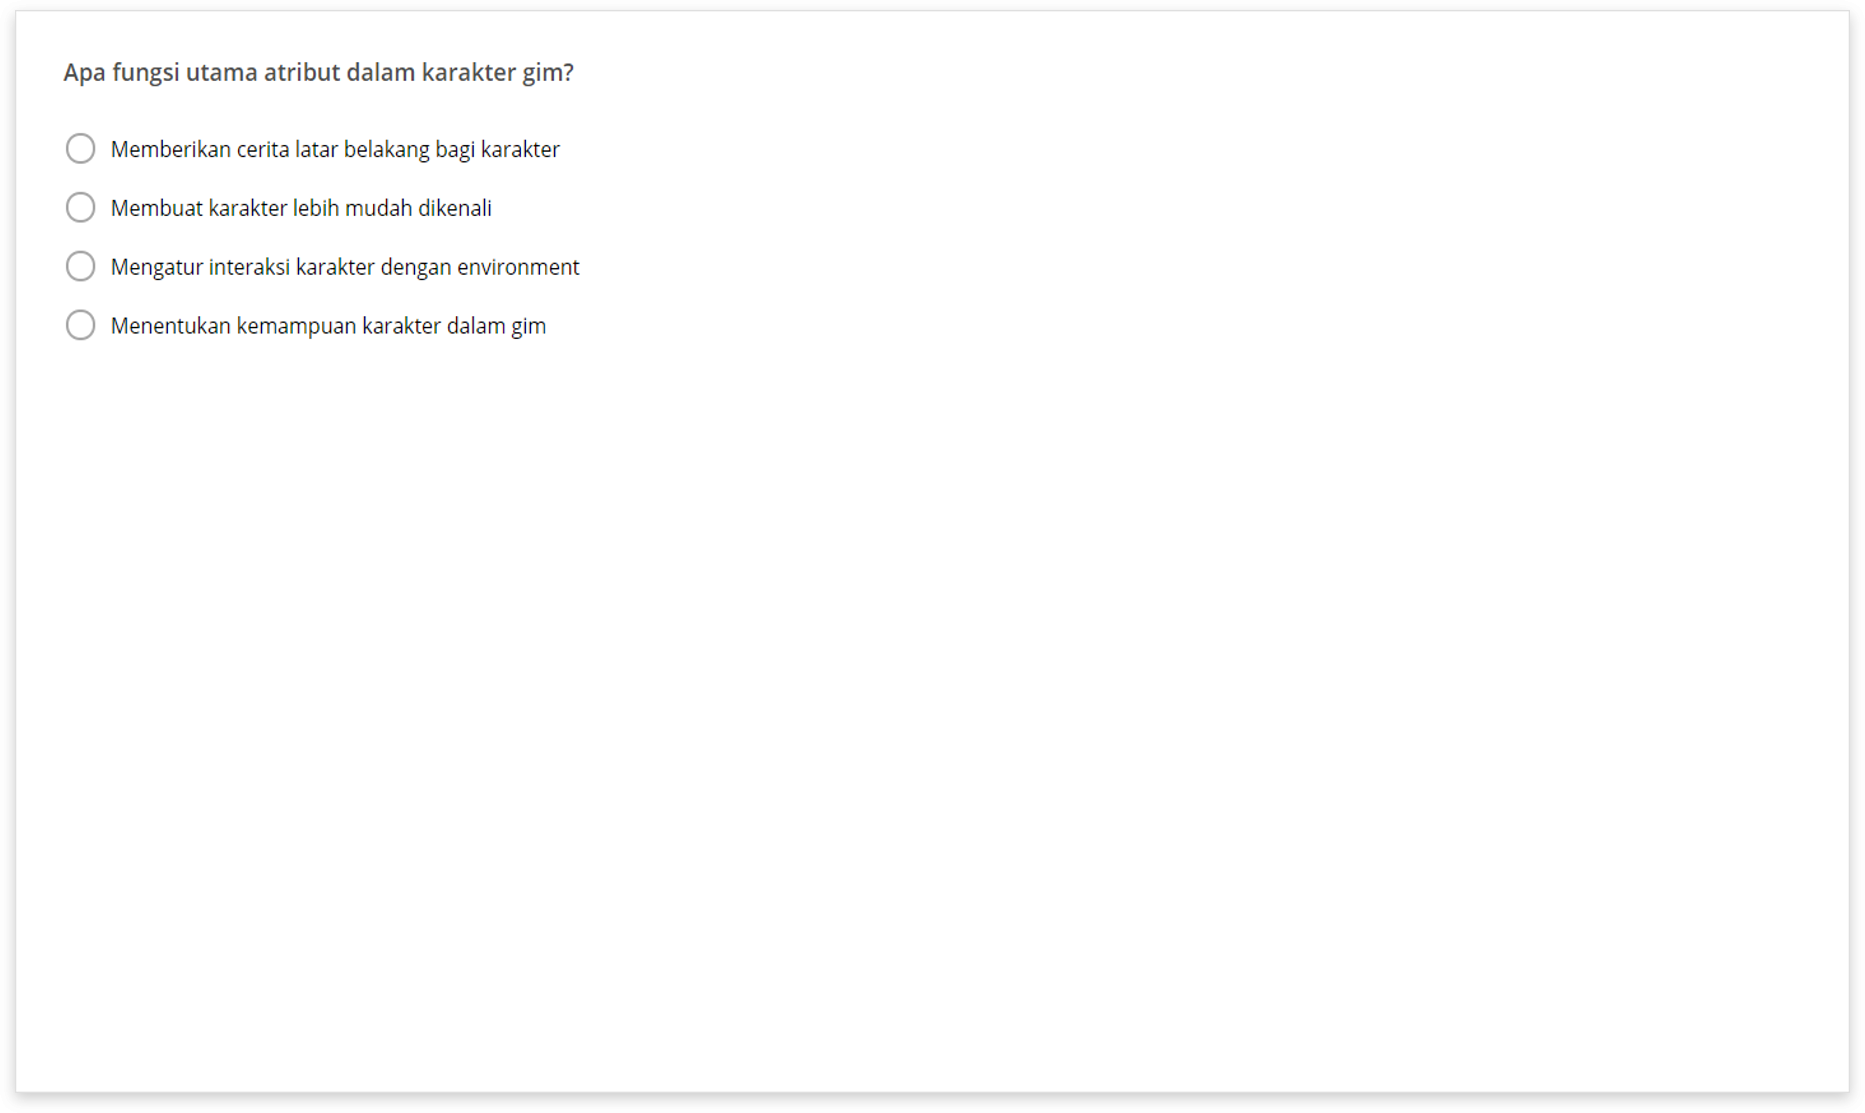 Apa fungsi utama atribut dalam karakter gim?
Memberikan cerita latar belakang bagi karakter
Membuat karakter lebih mudah dikenali
Mengatur interaksi karakter dengan environment
Menentukan kemampuan karakter dalam gim